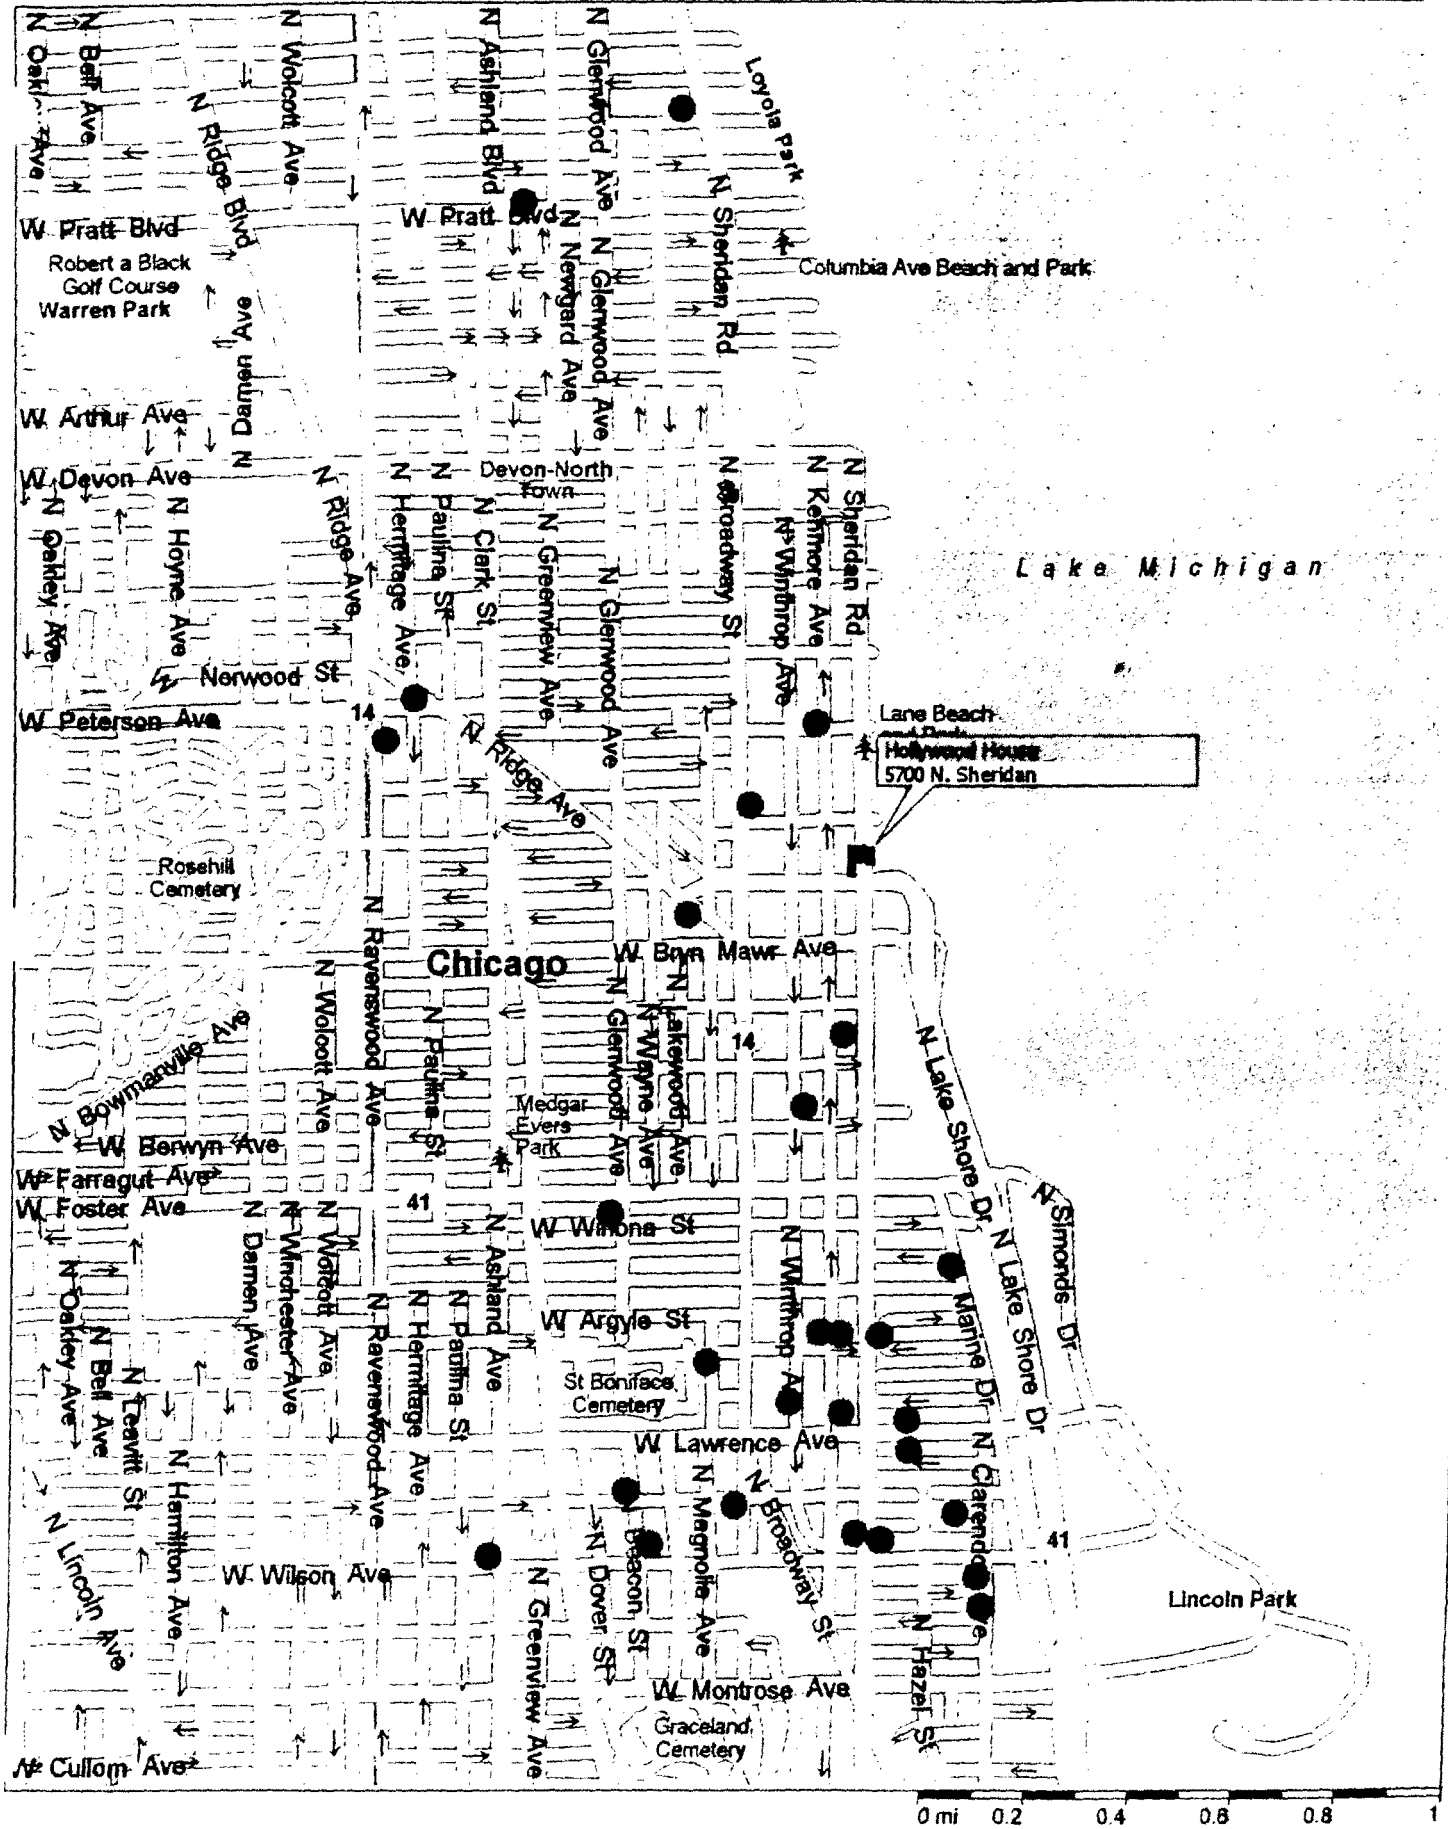 N Oakl
Ave
N Bell Ave
N Wolcott Ave
N Ashland Blvd
N Glenwood Ave
Loyola Park
N Ridge Blvd
N Sheridan Rd
W Pratt Blvd
W Pratt Blvd
N Newgard Ave
N Glenwood Ave
Robert a Black
Golf Course
Warren Park
Columbia Ave Beach and Park
N Damen Ave
W Arthur Ave
W Devon Ave
Devon-North
Town
N Oakley Ave
N Hoyne Ave
N Ridge Ave
N Hermitage Ave
N Paulina St
N Clark St
N Greenview Ave
N Glenwood Ave
N Broadway St
N Winthrop Ave
N Kenmore Ave
N Sheridan Rd
Lake Michigan
W Norwood St
W Peterson Ave
14
Lane Beach
and Park
Hollywood House
5700 N. Sheridan
N Ridge Ave
Rosehill
Cemetery
N Ravenswood Ave
Chicago
W Bryn Mawr Ave
N Wolcott Ave
N Paulina St
N Glenwood Ave
N Wayne Ave
N Lakewood Ave
14
N Lake Shore Dr
N Bowmanville Ave
Medgar
Evers
Park
W Berwyn Ave
W Farragut Ave
W Foster Ave
41
W Winona St
N Simonds Dr
N Lake Shore Dr
N Damen Ave
N Winchester Ave
N Wolcott Ave
N Ashland Ave
N Winthrop A
N Marine Dr
N Oakley Ave
N Bell Ave
N Leavitt St
N Ravenswood Ave
N Hermitage Ave
N Paulina St
W Argyle St
St Boniface
Cemetery
W Lawrence Ave
N Hamilton Ave
N Lincoln Ave
N Magnolia Ave
N Broadway St
N Clarendo
ve
41
W Wilson Ave
N Greenview Ave
N Dover St
N Beacon St
Lincoln Park
N Hazel St
W Montrose Ave
Graceland
Cemetery
W Cullom Ave
0 mi 0.2 0.4 0.6 0.8 1